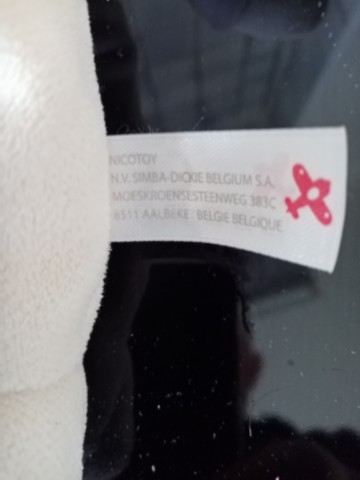 NICOTOY
N.V. SIMBA-DICKIE BELGIUM S.A.
MOESKROENSESTEENWEG 383C
8511 AALBEKE BELGIE BELGIQUE